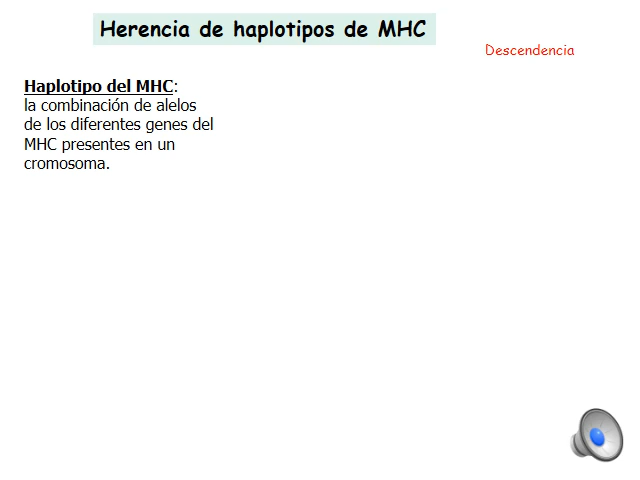 Herencia de haplotipos de MHC
Descendencia
Haplotipo del MHC:
la combinación de alelos
de los diferentes genes del
MHC presentes en un
cromosoma.